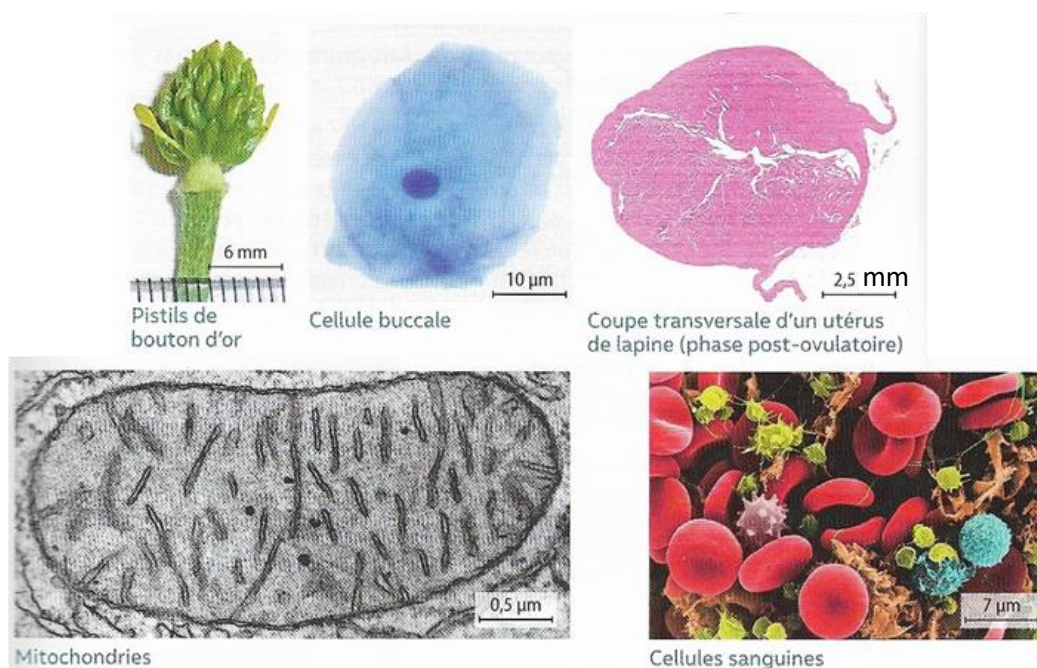 6 mm
10 µm
2,5 mm
Pistils de
bouton d'or
Cellule buccale
Coupe transversale d'un utérus
de lapine (phase post-ovulatoire)
0,5 µm
7 µm
Mitochondries
Cellules sanguines